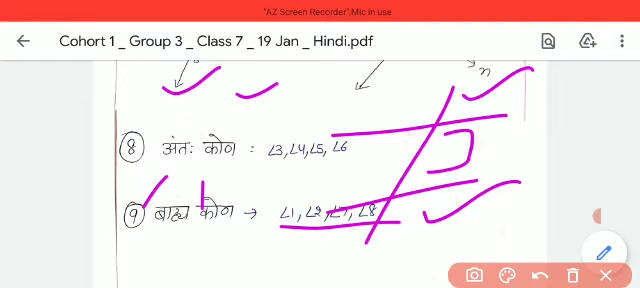 "AZ Screen Recorder",Mic in use
Cohort 1 _ Group 3 _ Class 7 _ 19 Jan _ Hindi.pdf
⑧ अंतः कोण : ∠3, ∠4, ∠5, ∠6
⑨ बाह्य कोण → ∠1, ∠2, ∠7, ∠8